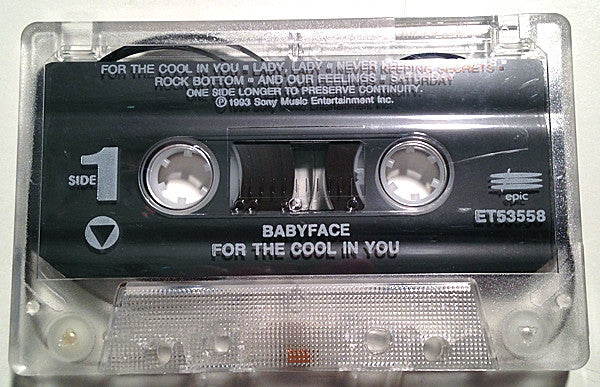 FOR THE COOL IN YOU • LADY, LADY • NEVER KEEPING SECRETS •
ROCK BOTTOM • AND OUR FEELINGS • SATURDAY
ONE SIDE LONGER TO PRESERVE CONTINUITY.
Ⓟ 1993 Sony Music Entertainment Inc.
SIDE 1
epic
ET53558
BABYFACE
FOR THE COOL IN YOU